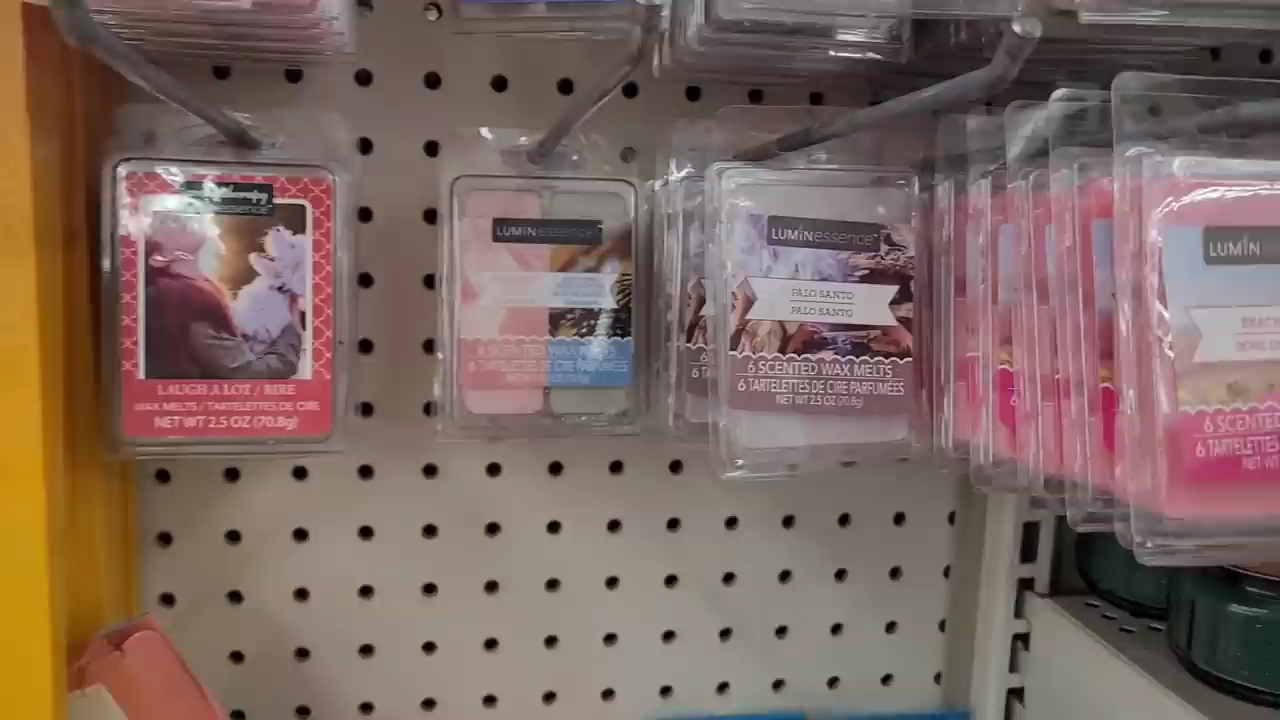 LAUGH A LOT / RIRE
WAX MELTS / TARTELETTES DE CIRE
NET WT 2.5 OZ (70.8g)
LUMINessence
6 SCENTED WAX MELTS
6 TARTELETTES DE CIRE PARFUMÉES
LUMINessence™
PALO SANTO
PALO SANTO
6 SCENTED WAX MELTS
6 TARTELETTES DE CIRE PARFUMÉES
NET WT 2.5 OZ (70.8g)
LUMIN
6 SCENTED
6 TARTELETTES
NET WT